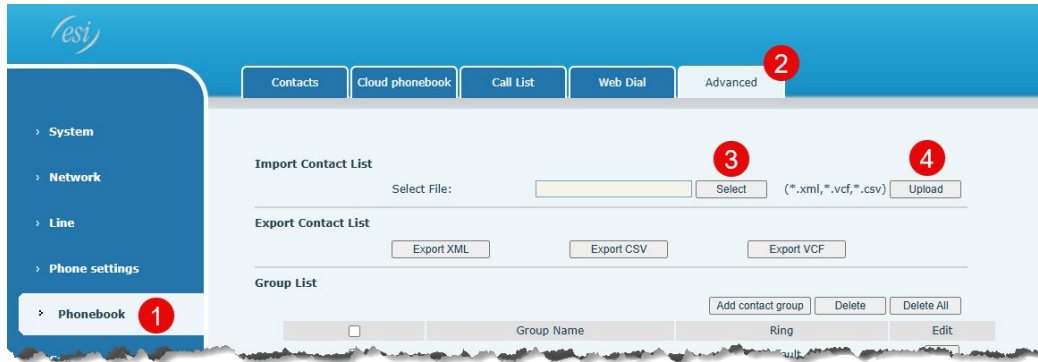 esi
Contacts Cloud phonebook Call List Web Dial Advanced 2
› System
› Network
› Line
› Phone settings
› Phonebook 1
Import Contact List
3 4
Select File: Select (*.xml,*.vcf,*.csv) Upload
Export Contact List
Export XML Export CSV Export VCF
Group List
Add contact group Delete Delete All
Group Name Ring Edit